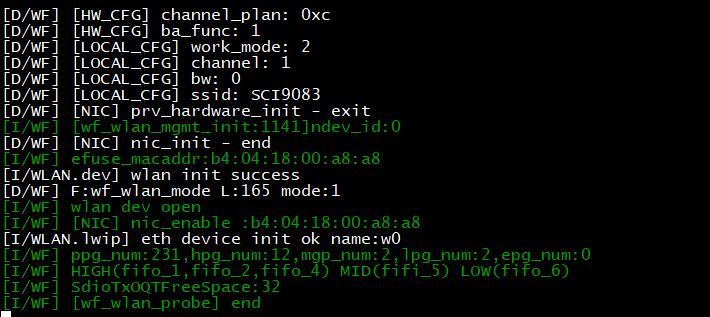 [D/WF] [HW_CFG] channel_plan: 0xc
[D/WF] [HW_CFG] ba_func: 1
[D/WF] [LOCAL_CFG] work_mode: 2
[D/WF] [LOCAL_CFG] channel: 1
[D/WF] [LOCAL_CFG] bw: 0
[D/WF] [LOCAL_CFG] ssid: SCI9083
[D/WF] [NIC] prv_hardware_init - exit
[I/WF] [wf_wlan_mgmt_init:1141]ndev_id:0
[D/WF] [NIC] nic_init - end
[I/WF] efuse_macaddr:b4:04:18:00:a8:a8
[I/WLAN.dev] wlan init success
[D/WF] F:wf_wlan_mode L:165 mode:1
[I/WF] wlan dev open
[I/WF] [NIC] nic_enable :b4:04:18:00:a8:a8
[I/WLAN.lwip] eth device init ok name:w0
[I/WF] ppg_num:231,hpg_num:12,mgp_num:2,lpg_num:2,epg_num:0
[I/WF] HIGH(fifo_1,fifo_2,fifo_4) MID(fifi_5) LOW(fifo_6)
[I/WF] SdioTxOQTFreeSpace:32
[I/WF] [wf_wlan_probe] end